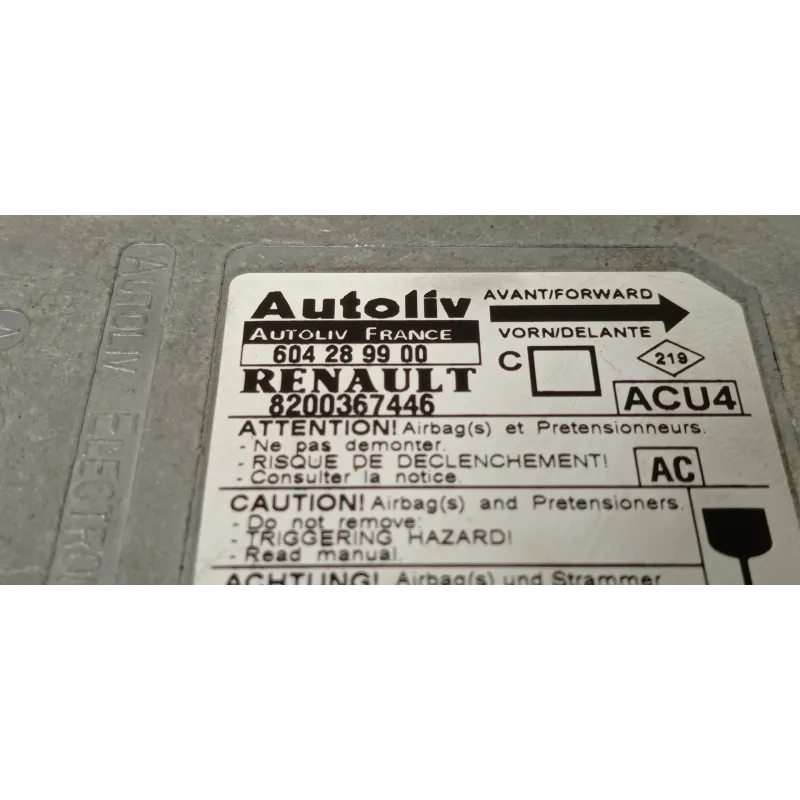 AUTOLIV ELECTRO
Autoliv
AUTOLIV FRANCE
604 28 99 00
RENAULT
8200367446
AVANT/FORWARD
VORN/DELANTE
C
219
ACU4
ATTENTION! Airbag(s) et Pretensionneurs.
- Ne pas demonter.
- RISQUE DE DECLENCHEMENT!
- Consulter la notice.
AC
CAUTION! Airbag(s) and Pretensioners.
- Do not remove:
- TRIGGERING HAZARD!
- Read manual.
ACHTUNG! Airbag(s) und Strammer